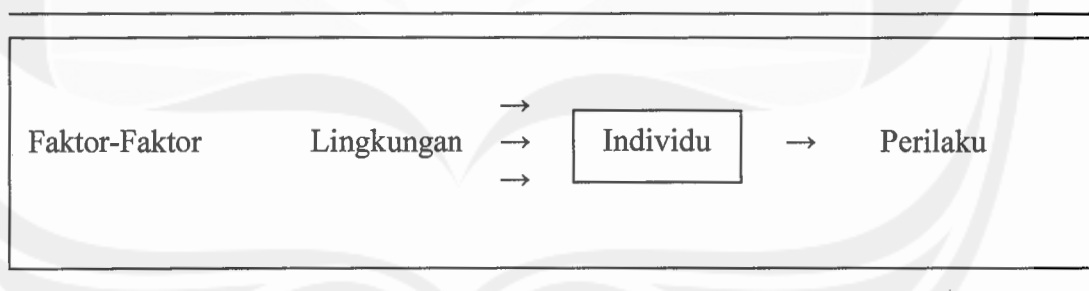 →
Faktor-Faktor Lingkungan → Individu → Perilaku
→